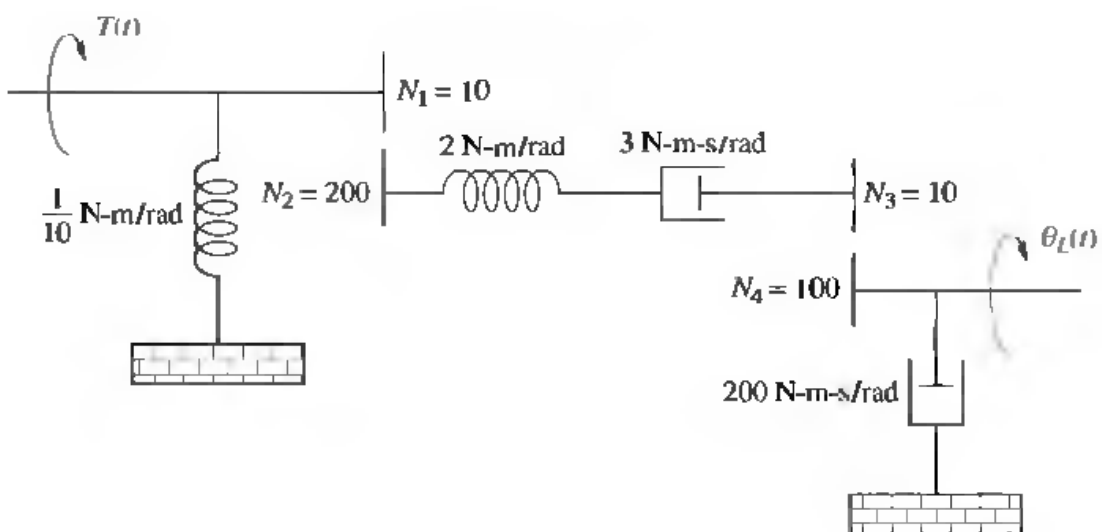 T(t)
N₁ = 10
2 N-m/rad
3 N-m-s/rad
1/10 N-m/rad
N₂ = 200
N₃ = 10
θL(t)
N₄ = 100
200 N-m-s/rad